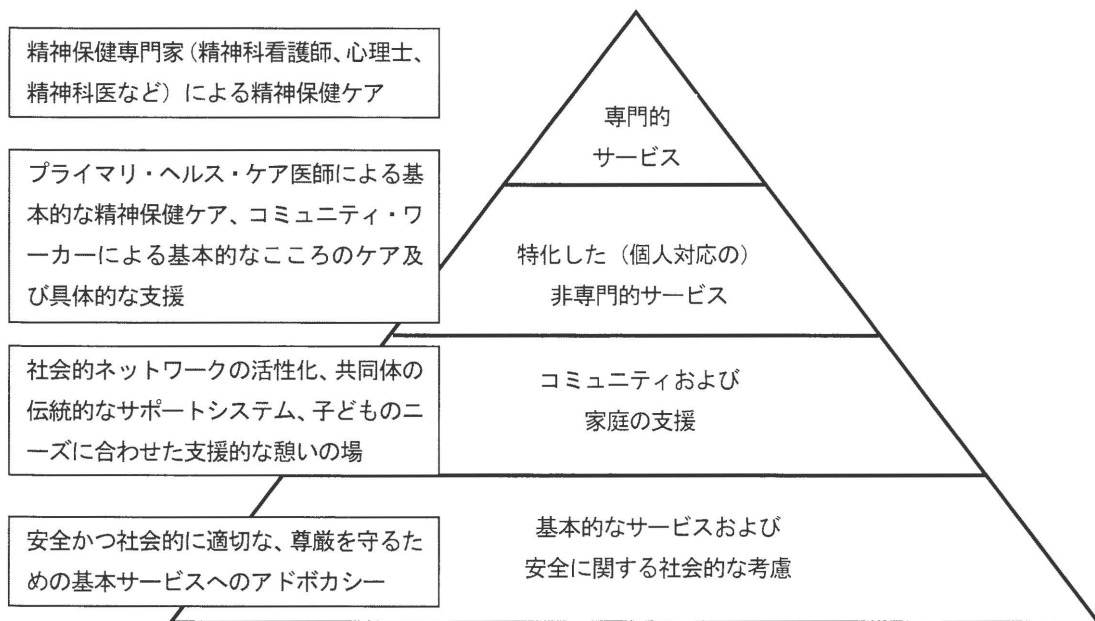 精神保健専門家（精神科看護師、心理士、
精神科医など）による精神保健ケア
専門的
サービス
プライマリ・ヘルス・ケア医師による基
本的な精神保健ケア、コミュニティ・ワ
ーカーによる基本的なこころのケア及
び具体的な支援
特化した（個人対応の）
非専門的サービス
社会的ネットワークの活性化、共同体の
伝統的なサポートシステム、子どものニ
ーズに合わせた支援的な憩いの場
コミュニティおよび
家庭の支援
安全かつ社会的に適切な、尊厳を守るた
めの基本サービスへのアドボカシー
基本的なサービスおよび
安全に関する社会的な考慮